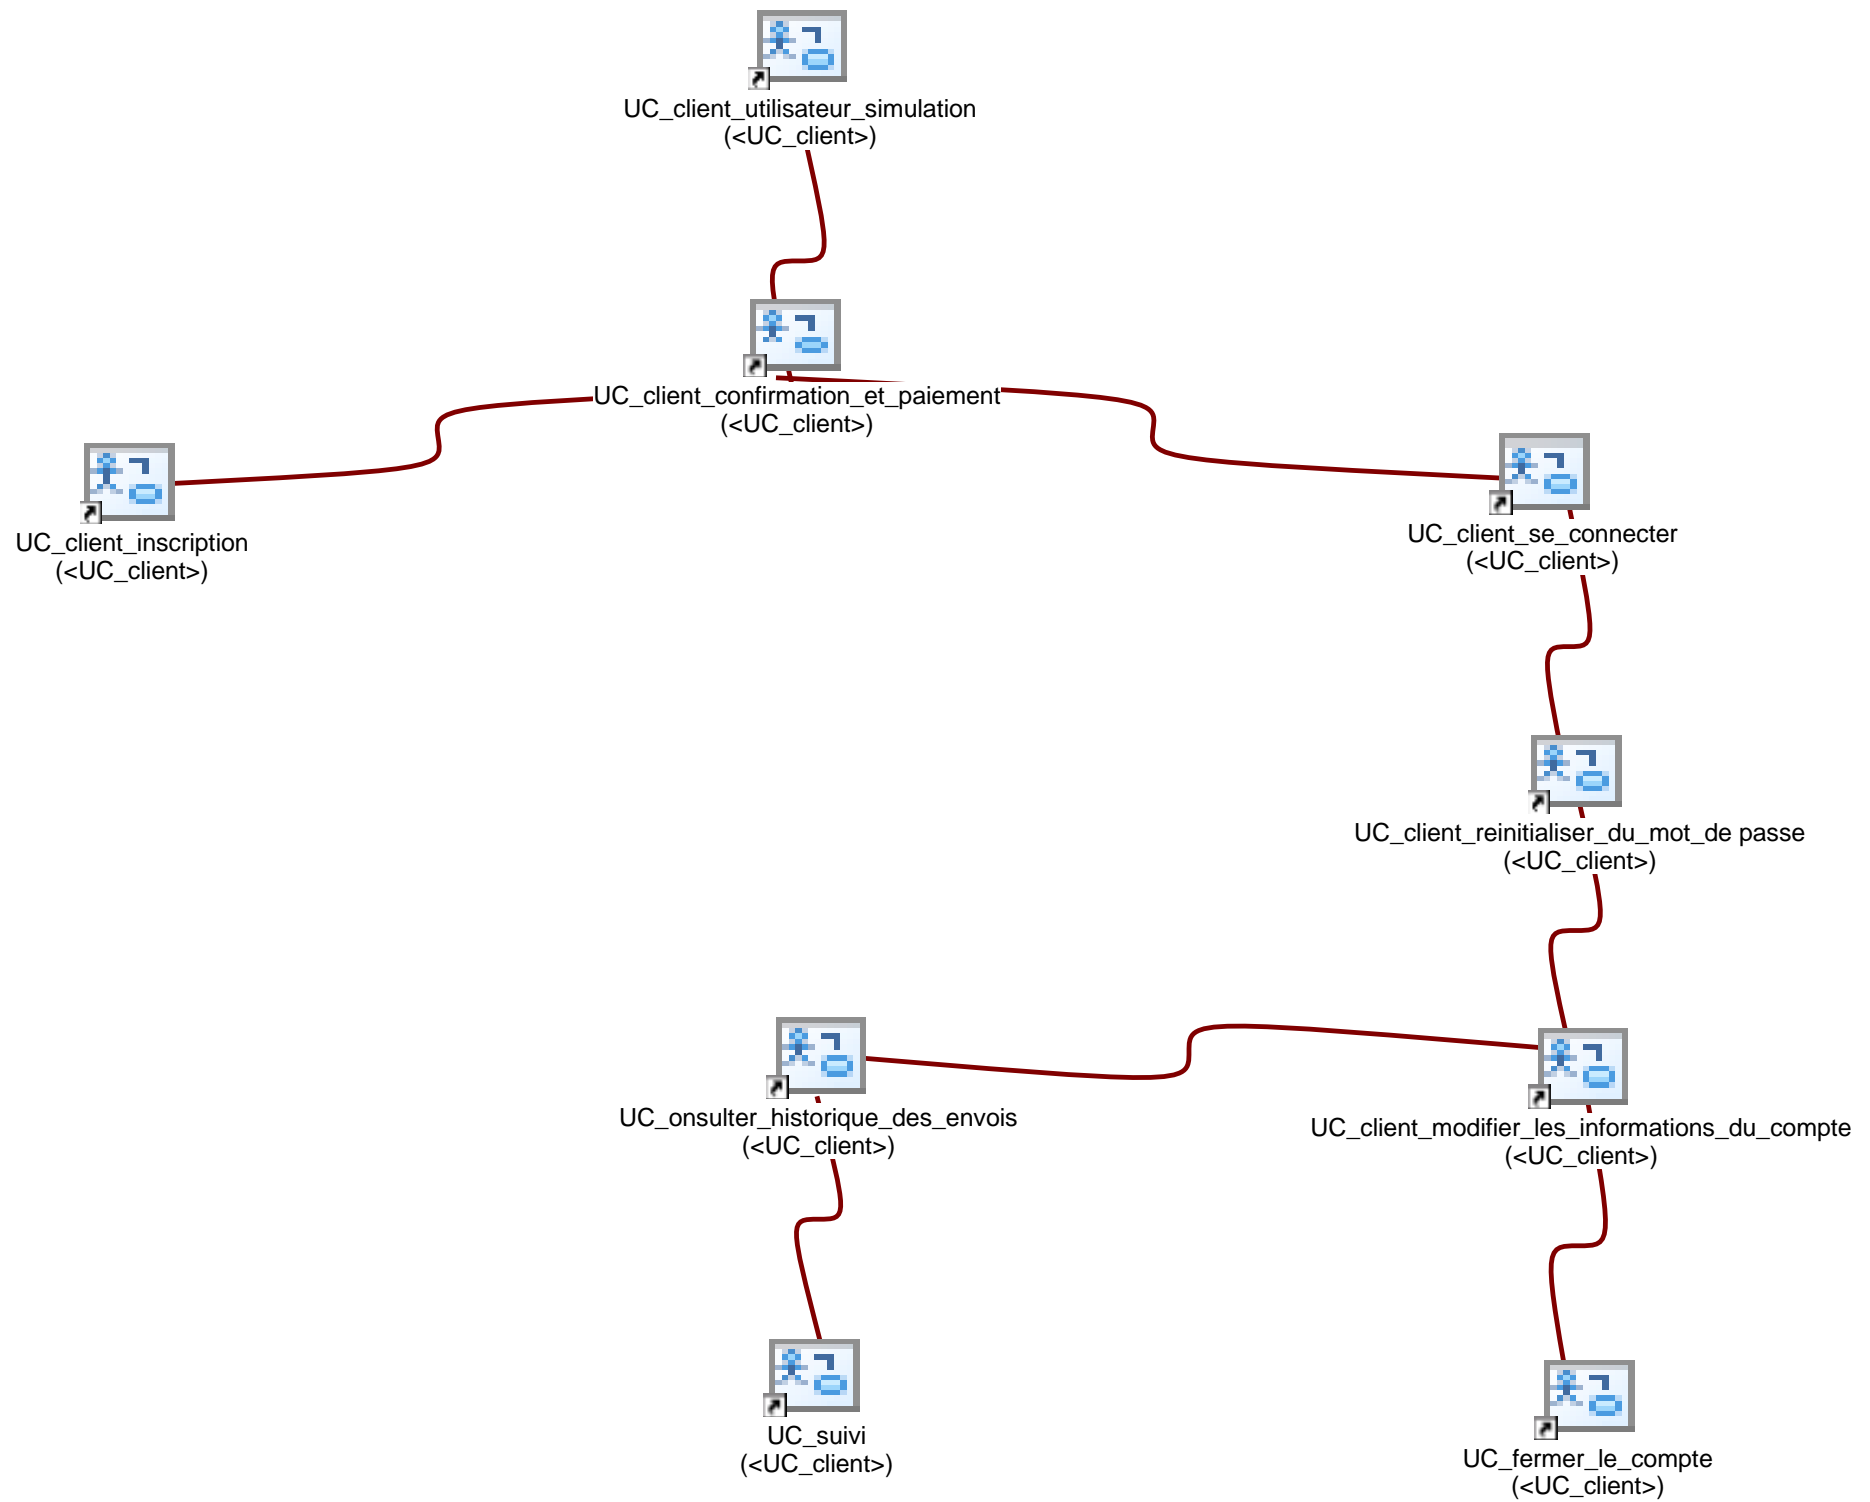 UC_client_utilisateur_simulation
(<UC_client>)
UC_client_confirmation_et_paiement
(<UC_client>)
UC_client_inscription
(<UC_client>)
UC_client_se_connecter
(<UC_client>)
UC_client_reinitialiser_du_mot_de passe
(<UC_client>)
UC_onsulter_historique_des_envois
(<UC_client>)
UC_client_modifier_les_informations_du_compte
(<UC_client>)
UC_suivi
(<UC_client>)
UC_fermer_le_compte
(<UC_client>)